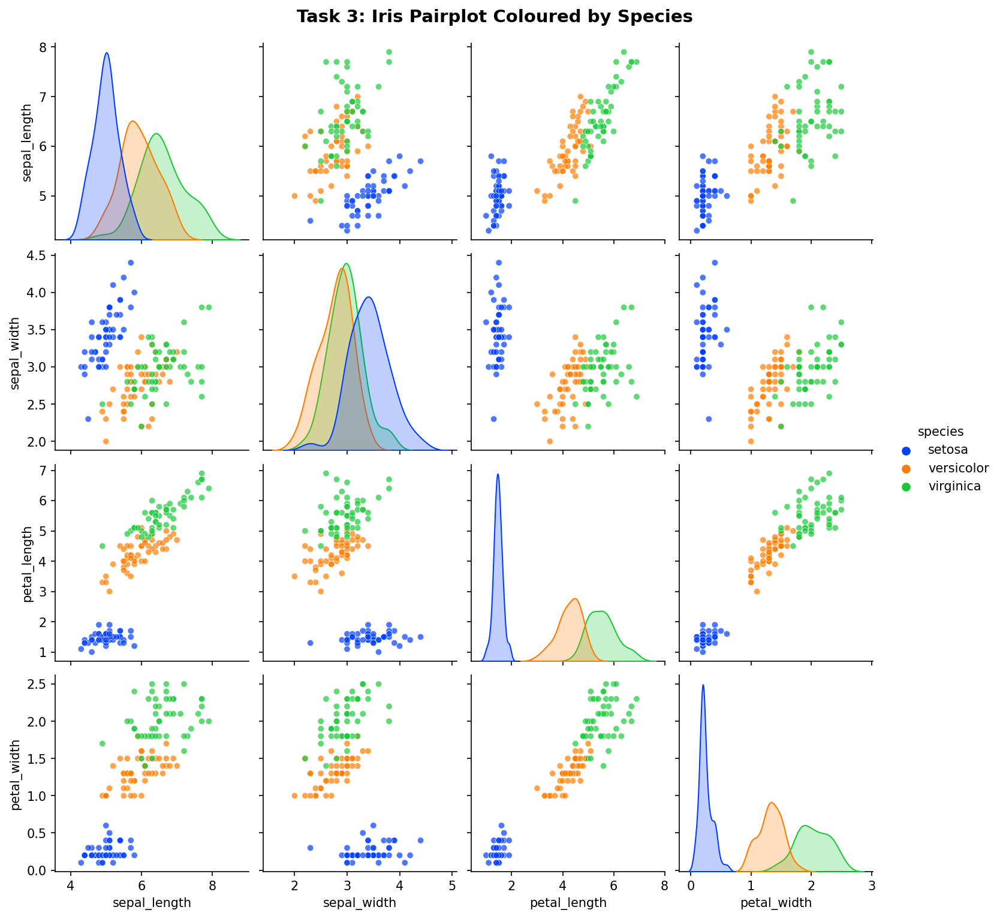 Task 3: Iris Pairplot Coloured by Species
8
7
6
5
sepal_length
4.5
4.0
3.5
3.0
2.5
2.0
sepal_width
species
setosa
versicolor
virginica
7
6
5
4
3
2
1
petal_length
2.5
2.0
1.5
1.0
0.5
0.0
petal_width
4 6 8
2 3 4 5
2 4 6 8
0 1 2 3
sepal_length sepal_width petal_length petal_width